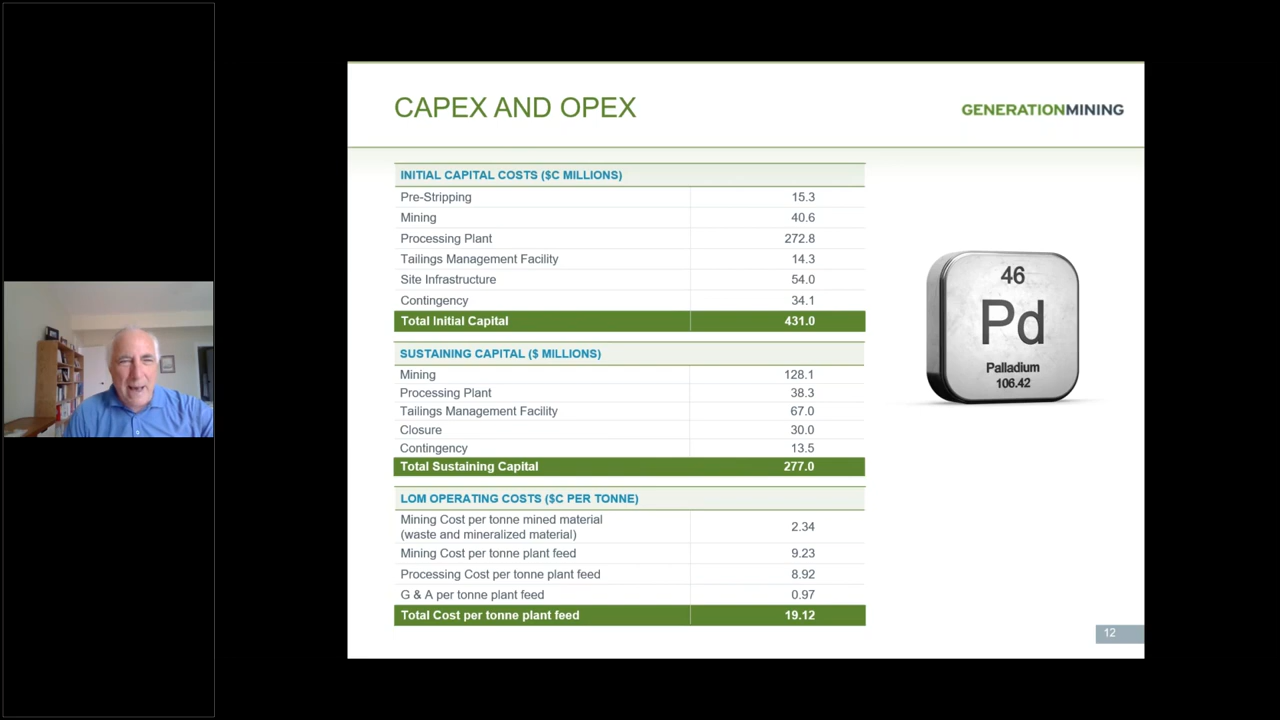 CAPEX AND OPEX
GENERATIONMINING
INITIAL CAPITAL COSTS ($C MILLIONS)
Pre-Stripping 15.3
Mining 40.6
Processing Plant 272.8
Tailings Management Facility 14.3
Site Infrastructure 54.0
Contingency 34.1
Total Initial Capital 431.0
SUSTAINING CAPITAL ($ MILLIONS)
Mining 128.1
Processing Plant 38.3
Tailings Management Facility 67.0
Closure 30.0
Contingency 13.5
Total Sustaining Capital 277.0
LOM OPERATING COSTS ($C PER TONNE)
Mining Cost per tonne mined material
(waste and mineralized material) 2.34
Mining Cost per tonne plant feed 9.23
Processing Cost per tonne plant feed 8.92
G & A per tonne plant feed 0.97
Total Cost per tonne plant feed 19.12
46
Pd
Palladium
106.42
12